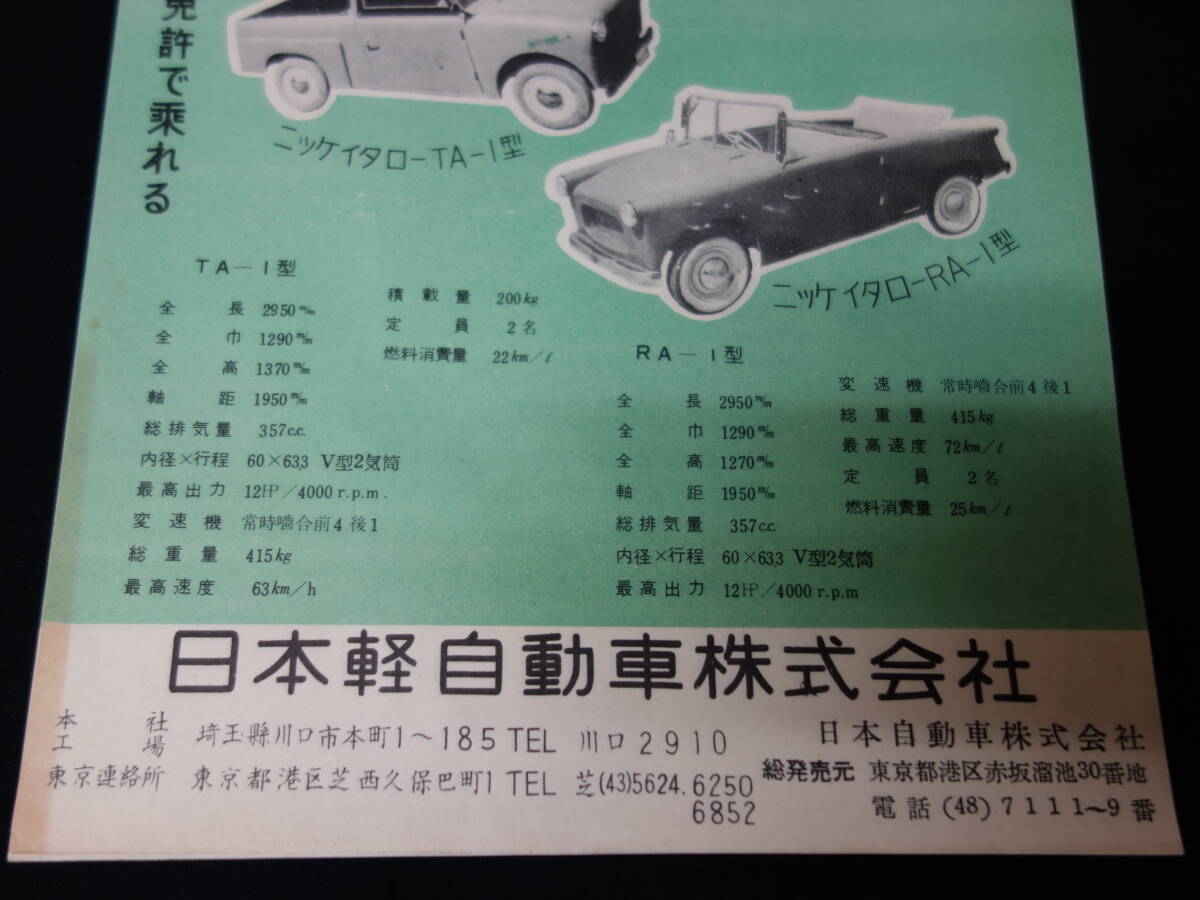 免許で乗れる
ニッケイタロー-TA-1型
ニッケイタロー-RA-1型
TA-1型
全長 2950m/m
全巾 1290m/m
全高 1370m/m
軸距 1950m/m
総排気量 357c.c.
内径×行程 60×633 V型2気筒
最高出力 12HP/4000 r.p.m.
変速機 常時嚙合前4後1
総重量 415kg
最高速度 63km/h
積載量 200kg
定員 2名
燃料消費量 22km/ℓ
RA-1型
全長 2950m/m
全巾 1290m/m
全高 1270m/m
軸距 1950m/m
総排気量 357c.c.
内径×行程 60×633 V型2気筒
最高出力 12HP/4000 r.p.m
変速機 常時嚙合前4後1
総重量 415kg
最高速度 72km/ℓ
定員 2名
燃料消費量 25km/ℓ
日本軽自動車株式会社
本社
工場 埼玉縣川口市本町1~185 TEL 川口2910
東京連絡所 東京都港区芝西久保巴町1 TEL 芝(43)5624.6250
6852
日本自動車株式会社
総発売元 東京都港区赤坂溜池30番地
電話 (48) 7111~9番